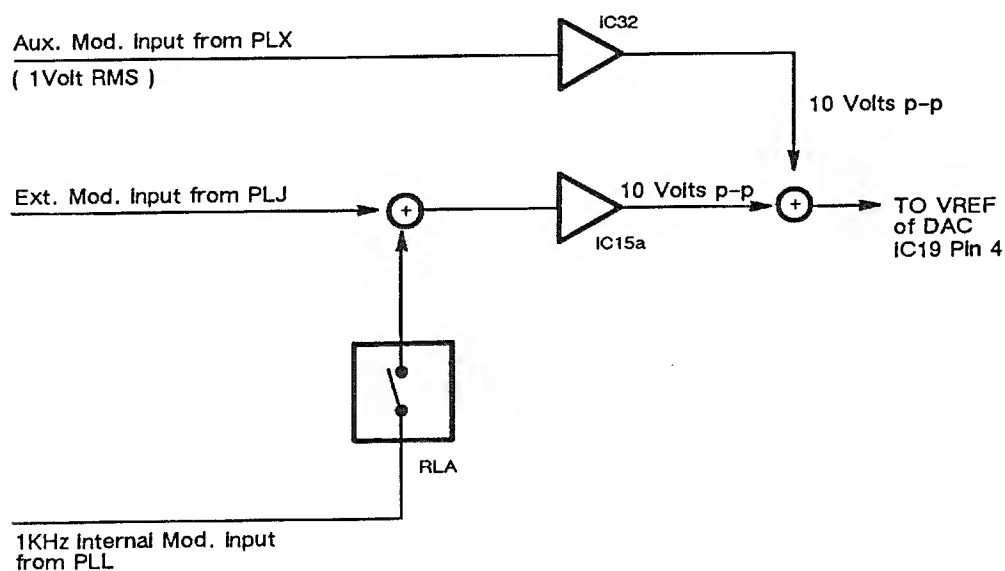 IC32
Aux. Mod. Input from PLX
( 1Volt RMS )
10 Volts p-p
Ext. Mod. Input from PLJ
10 Volts p-p
TO VREF
of DAC
IC19 Pin 4
IC15a
RLA
1KHz Internal Mod. Input
from PLL